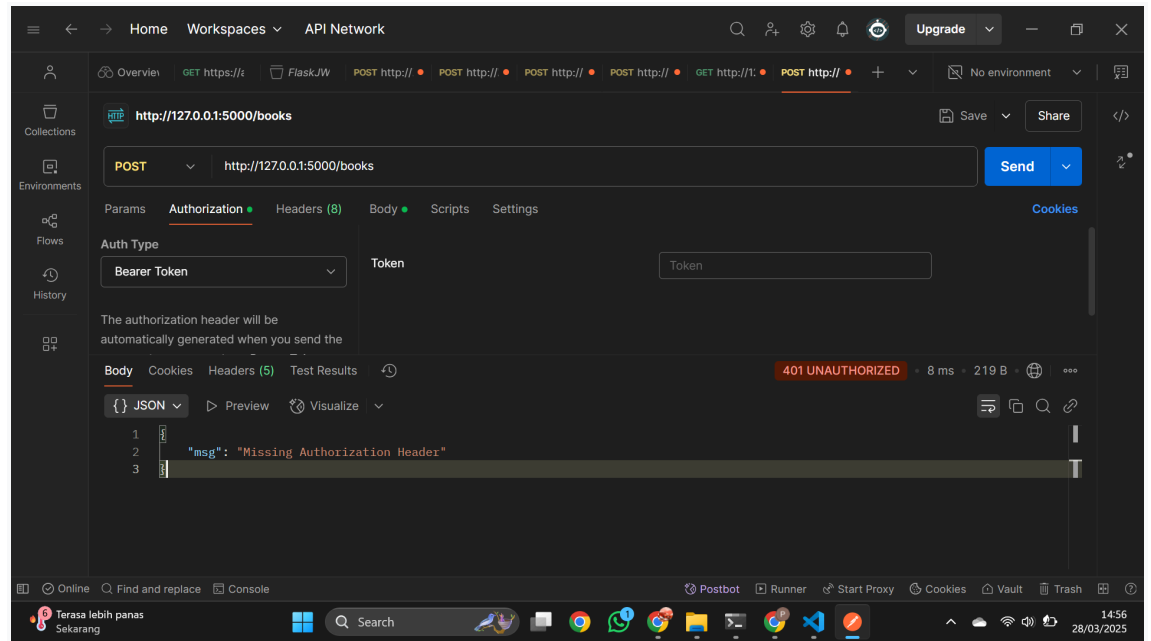 Home Workspaces API Network Upgrade
Overview GET https://a FlaskJW POST http:// POST http:// POST http:// POST http:// GET http://1: POST http:// No environment
HTTP http://127.0.0.1:5000/books Save Share
Collections
POST http://127.0.0.1:5000/books Send
Environments
Params Authorization Headers (8) Body Scripts Settings Cookies
Flows
Auth Type
Bearer Token Token Token
History
The authorization header will be
automatically generated when you send the
Body Cookies Headers (5) Test Results 401 UNAUTHORIZED 8 ms 219 B
{} JSON Preview Visualize
1 {
2 "msg": "Missing Authorization Header"
3 }
Online Find and replace Console Postbot Runner Start Proxy Cookies Vault Trash
6 Terasa lebih panas
Sekarang
Search
14:56
28/03/2025